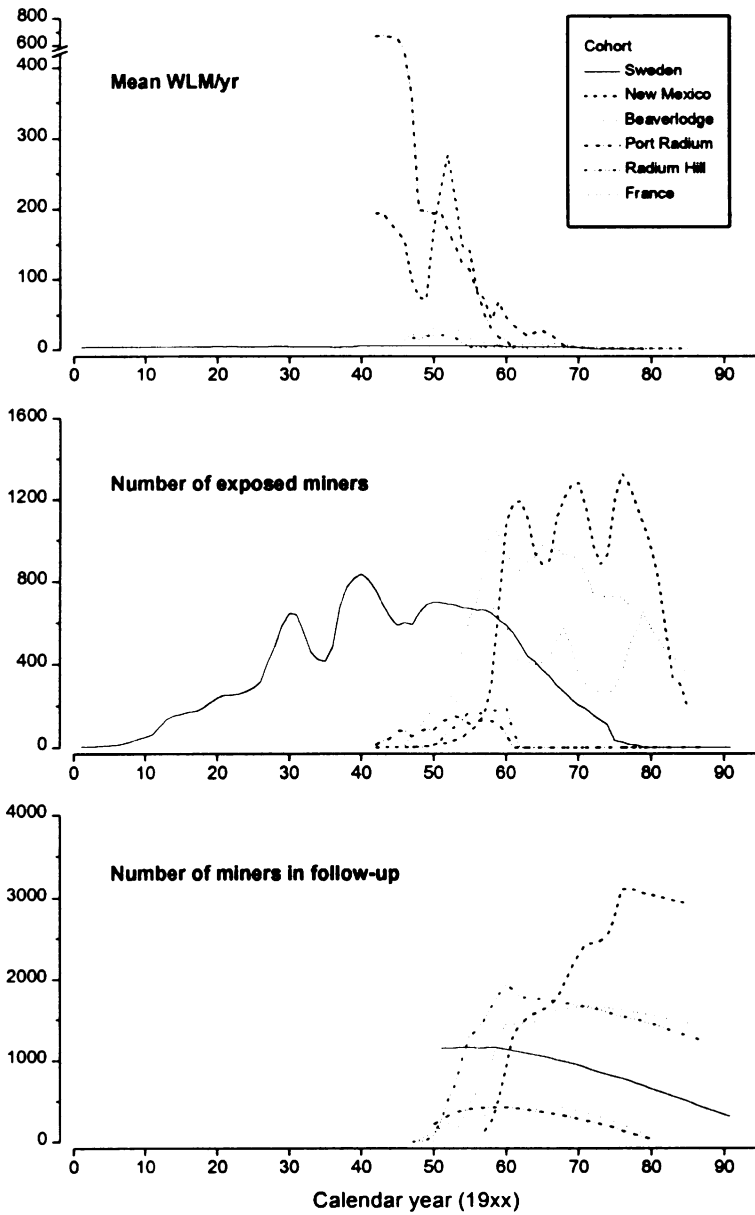 Mean WLM/yr
800
600
400
300
200
100
0
0 10 20 30 40 50 60 70 80 90
Cohort
Sweden
New Mexico
Beaverlodge
Port Radium
Radium Hill
France
Number of exposed miners
1600
1200
800
400
0
0 10 20 30 40 50 60 70 80 90
Number of miners in follow-up
4000
3000
2000
1000
0
0 10 20 30 40 50 60 70 80 90
Calendar year (19xx)